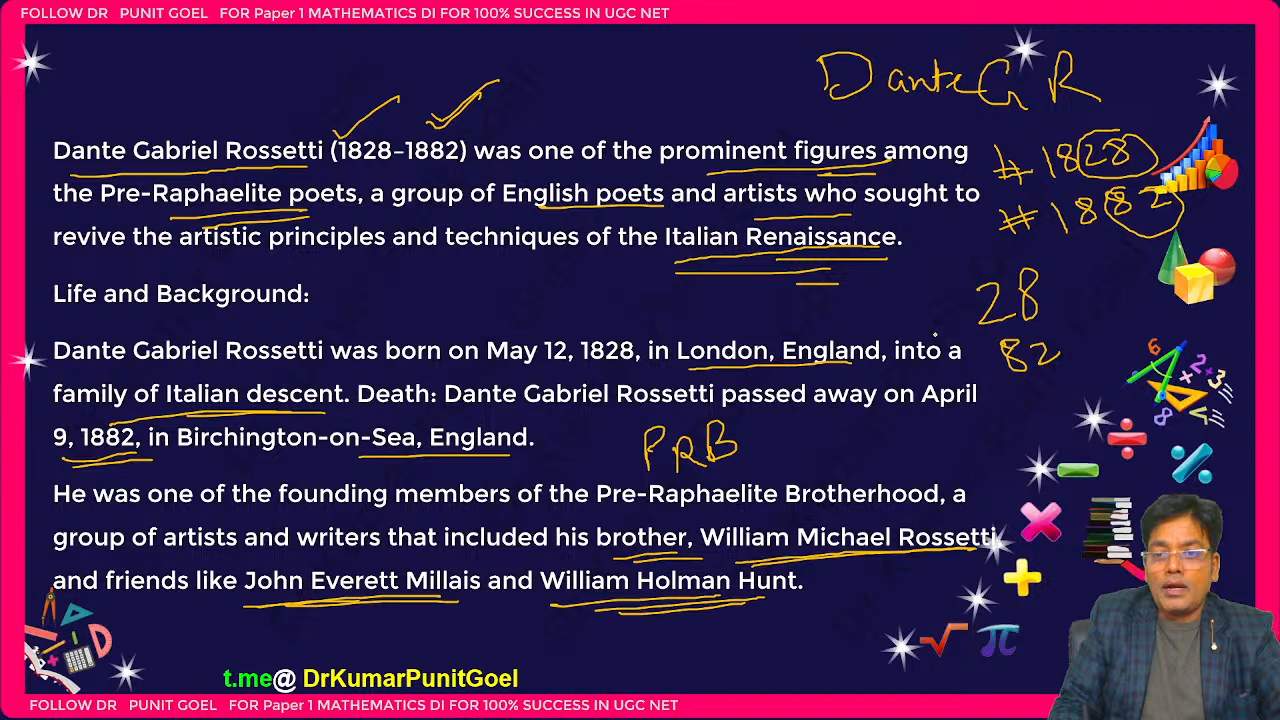 FOLLOW DR PUNIT GOEL FOR Paper 1 MATHEMATICS DI FOR 100% SUCCESS IN UGC NET
Dante G R
Dante Gabriel Rossetti (1828–1882) was one of the prominent figures among
#1828
the Pre-Raphaelite poets, a group of English poets and artists who sought to
#1882
revive the artistic principles and techniques of the Italian Renaissance.
Life and Background:
28
Dante Gabriel Rossetti was born on May 12, 1828, in London, England, into a
82
family of Italian descent. Death: Dante Gabriel Rossetti passed away on April
9, 1882, in Birchington-on-Sea, England.
PRB
He was one of the founding members of the Pre-Raphaelite Brotherhood, a
group of artists and writers that included his brother, William Michael Rossetti,
and friends like John Everett Millais and William Holman Hunt.
t.me@ DrKumarPunitGoel
FOLLOW DR PUNIT GOEL FOR Paper 1 MATHEMATICS DI FOR 100% SUCCESS IN UGC NET